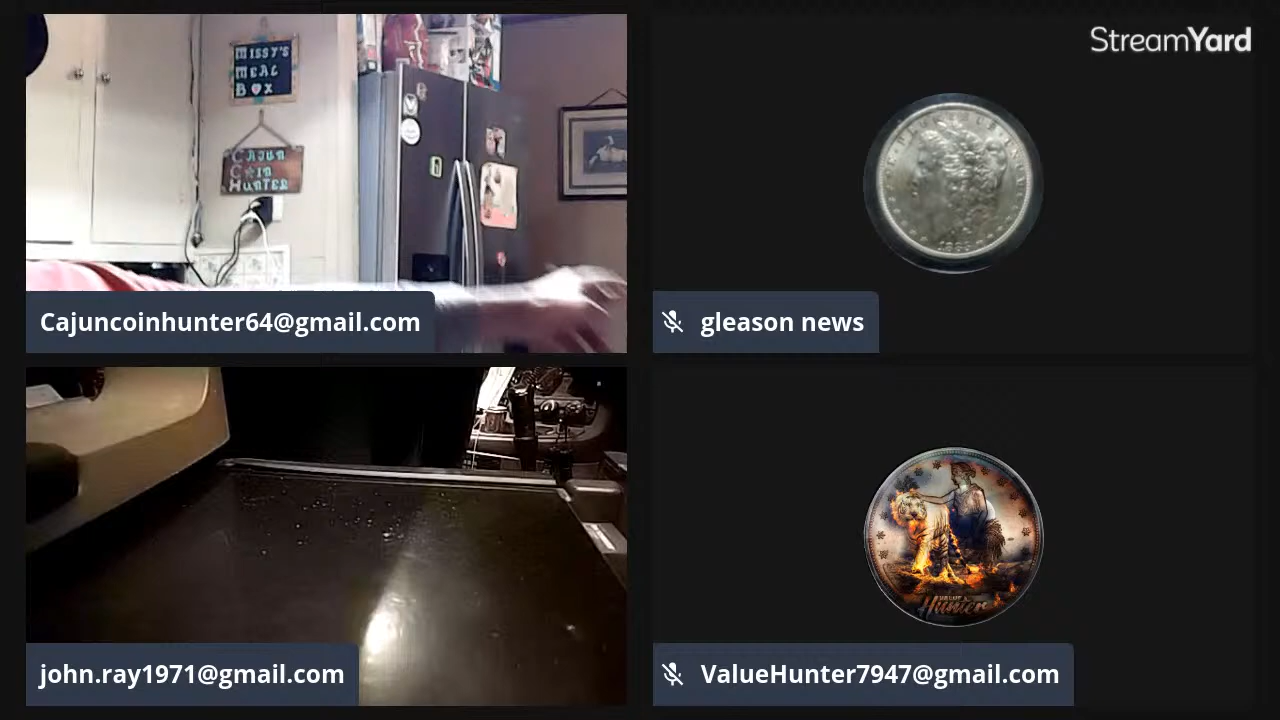 MISSY'S
MEAL
BOX
CAJUN
COIN
HUNTER
StreamYard
Cajuncoinhunter64@gmail.com
gleason news
john.ray1971@gmail.com
Hunter
ValueHunter7947@gmail.com